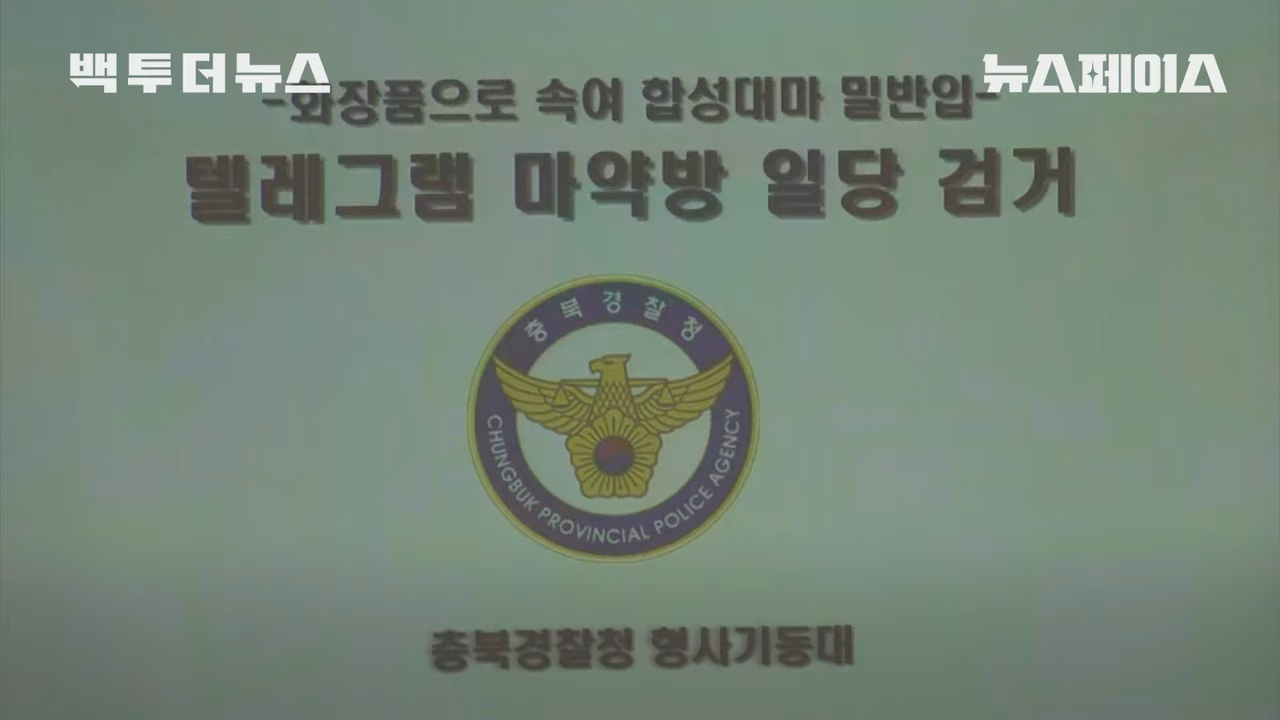 백투더뉴스
뉴스페이스
-화장품으로 속여 합성대마 밀반입-
텔레그램 마약방 일당 검거
충북경찰청
CHUNGBUK PROVINCIAL POLICE AGENCY
충북경찰청 형사기동대